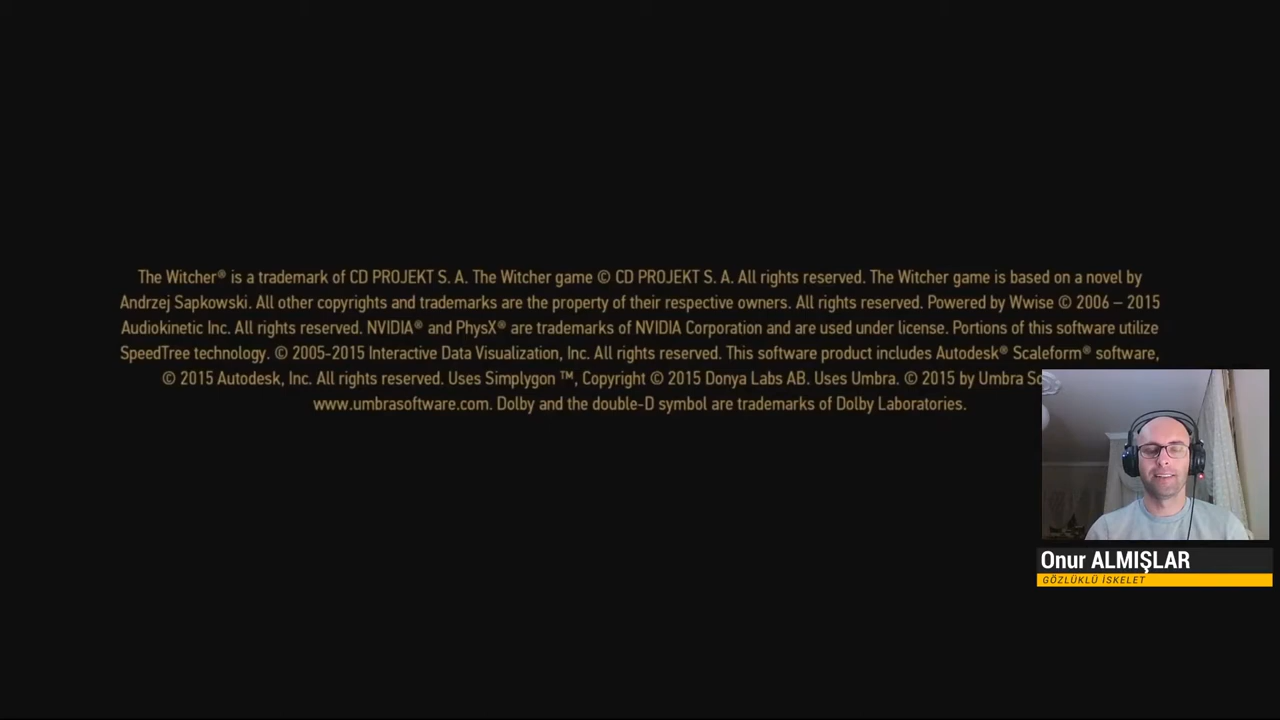 The Witcher® is a trademark of CD PROJEKT S. A. The Witcher game © CD PROJEKT S. A. All rights reserved. The Witcher game is based on a novel by
Andrzej Sapkowski. All other copyrights and trademarks are the property of their respective owners. All rights reserved. Powered by Wwise © 2006 – 2015
Audiokinetic Inc. All rights reserved. NVIDIA® and PhysX® are trademarks of NVIDIA Corporation and are used under license. Portions of this software utilize
SpeedTree technology. © 2005-2015 Interactive Data Visualization, Inc. All rights reserved. This software product includes Autodesk® Scaleform® software,
© 2015 Autodesk, Inc. All rights reserved. Uses Simplygon ™, Copyright © 2015 Donya Labs AB. Uses Umbra. © 2015 by Umbra
www.umbrasoftware.com. Dolby and the double-D symbol are trademarks of Dolby Laboratories.
Onur ALMIŞLAR
GÖZLÜKLÜ İSKELET